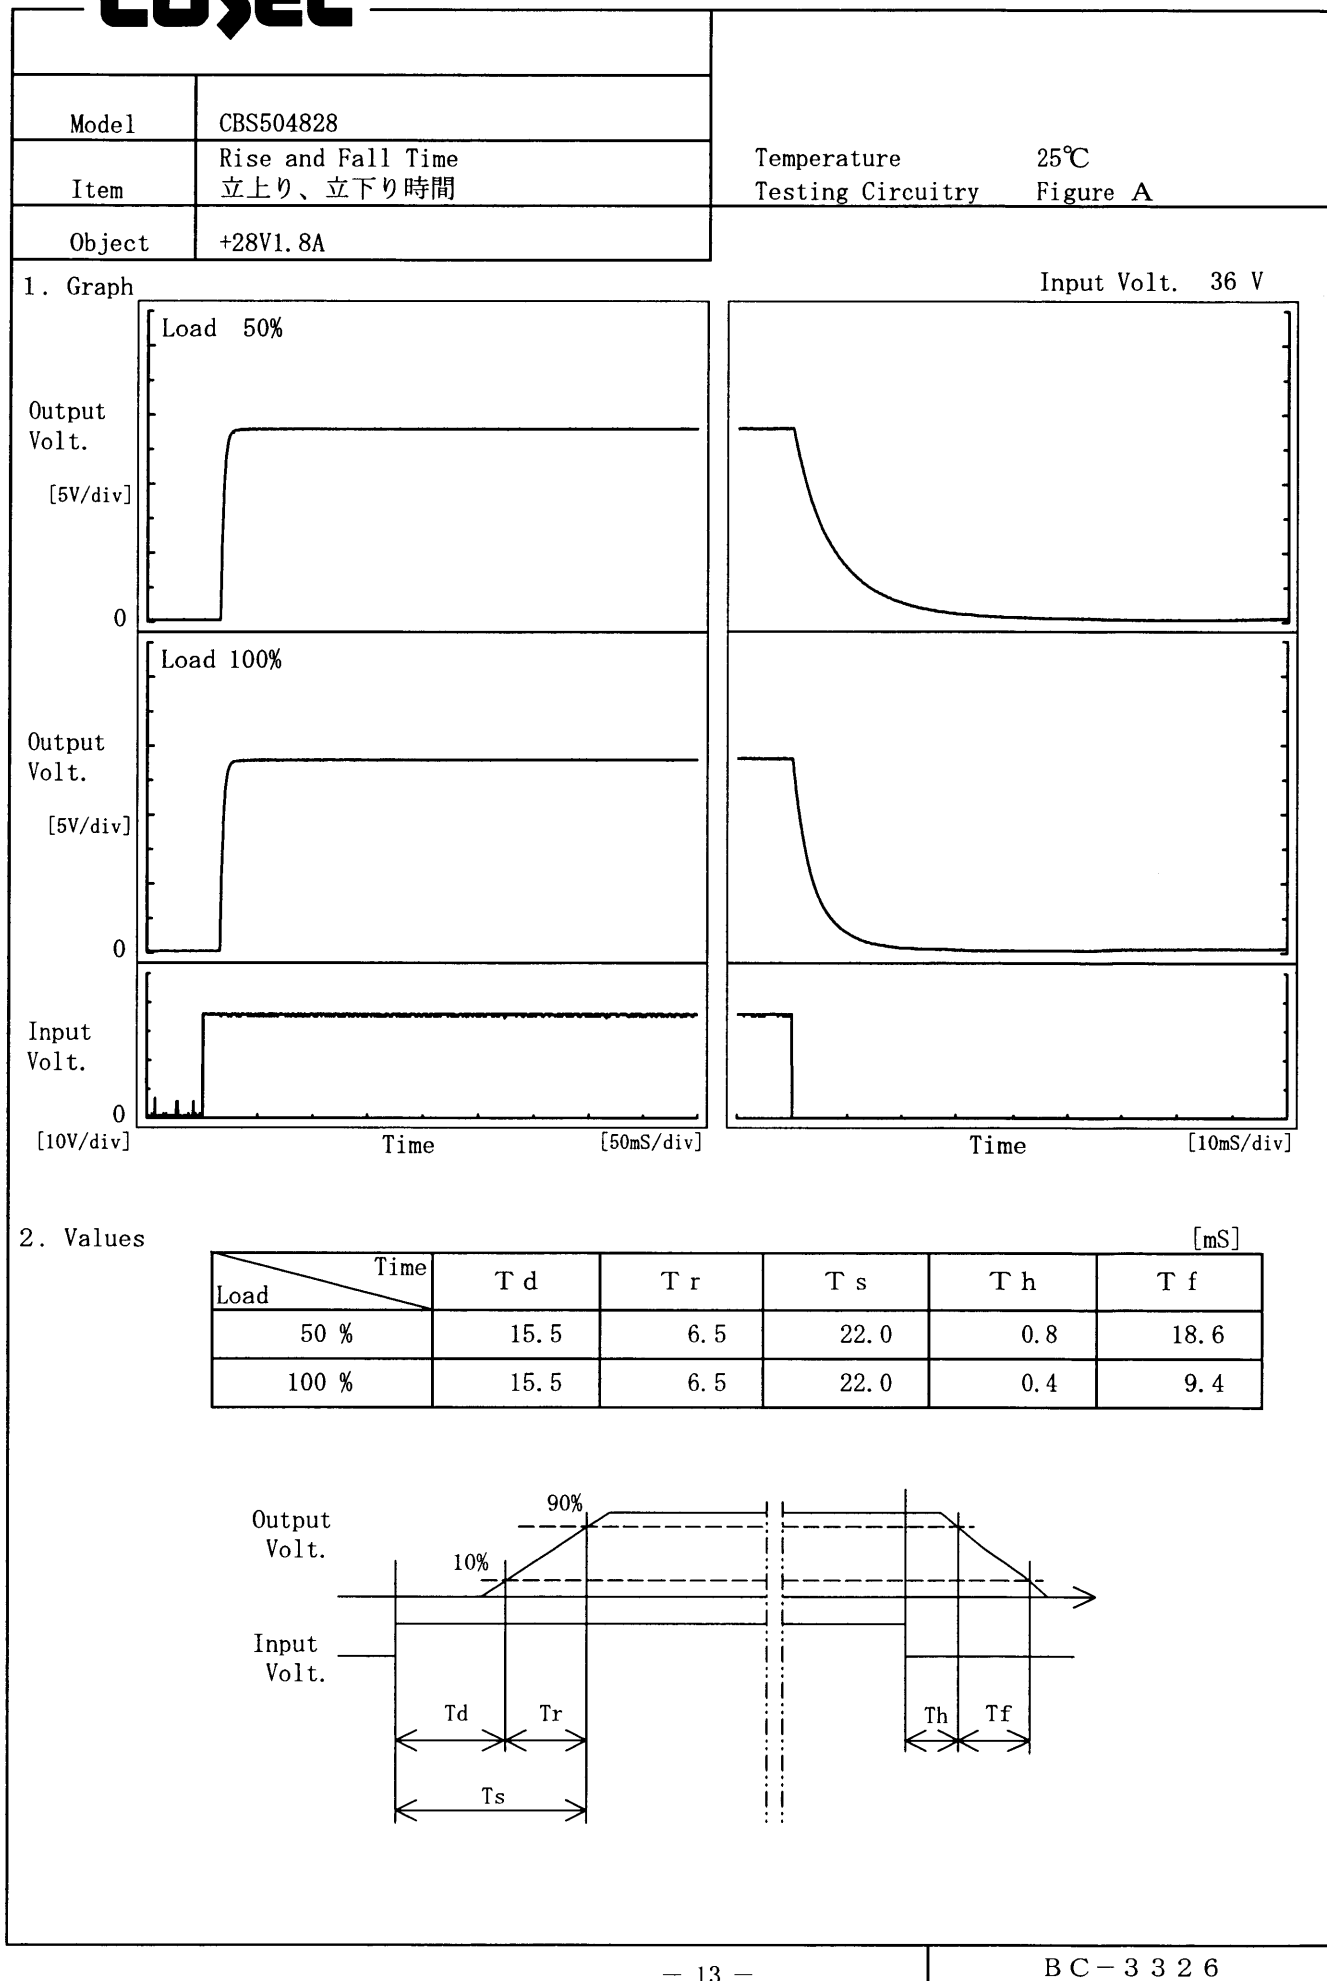 COSEL
Model CBS504828
Item Rise and Fall Time
立上り、立下り時間
Temperature 25℃
Testing Circuitry Figure A
Object +28V1.8A
1. Graph
Input Volt. 36 V
Load 50%
Output
Volt.
[5V/div]
0
Load 100%
Output
Volt.
[5V/div]
0
Input
Volt.
0
[10V/div] Time [50mS/div] Time [10mS/div]
2. Values
[mS]
Time
Load
Td Tr Ts Th Tf
50 % 15.5 6.5 22.0 0.8 18.6
100 % 15.5 6.5 22.0 0.4 9.4
90%
Output
Volt.
10%
Input
Volt.
Td Tr Th Tf
Ts
- 13 -
BC-3326